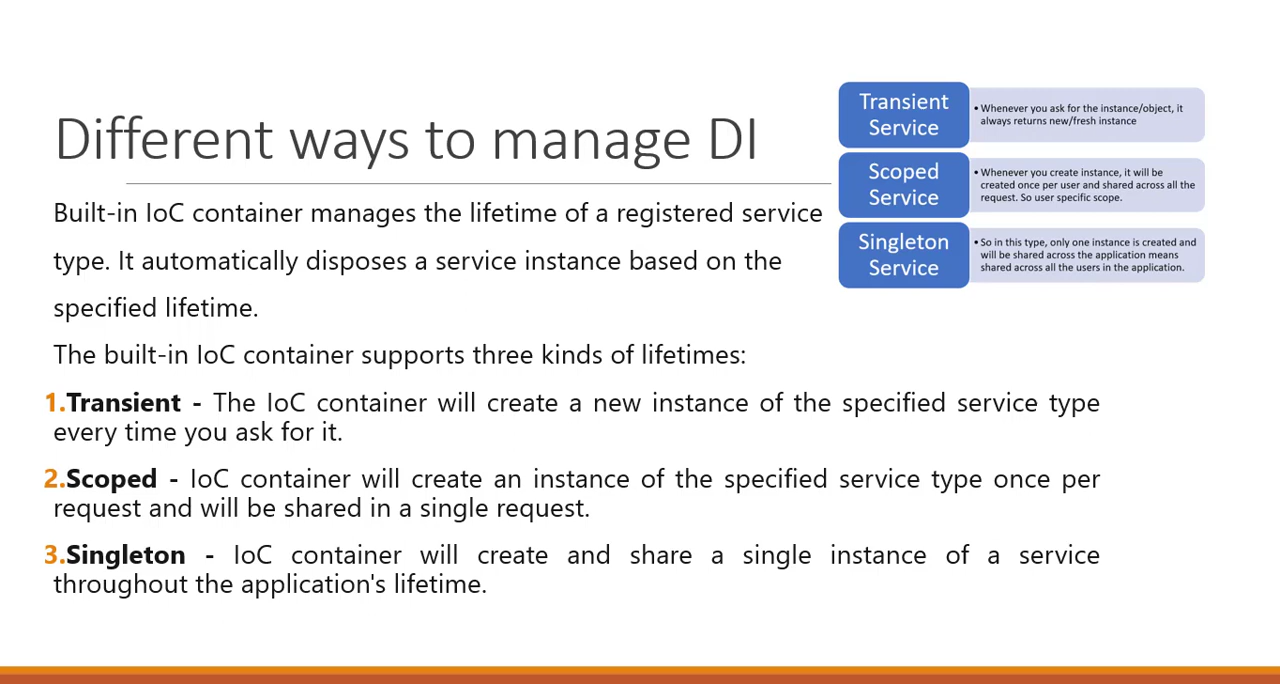 Different ways to manage DI
Transient
Service
• Whenever you ask for the instance/object, it
always returns new/fresh instance
Scoped
Service
• Whenever you create instance, it will be
created once per user and shared across all the
request. So user specific scope.
Singleton
Service
• So in this type, only one instance is created and
will be shared across the application means
shared across all the users in the application.
Built-in IoC container manages the lifetime of a registered service
type. It automatically disposes a service instance based on the
specified lifetime.
The built-in IoC container supports three kinds of lifetimes:
1.Transient - The IoC container will create a new instance of the specified service type
every time you ask for it.
2.Scoped - IoC container will create an instance of the specified service type once per
request and will be shared in a single request.
3.Singleton - IoC container will create and share a single instance of a service
throughout the application's lifetime.